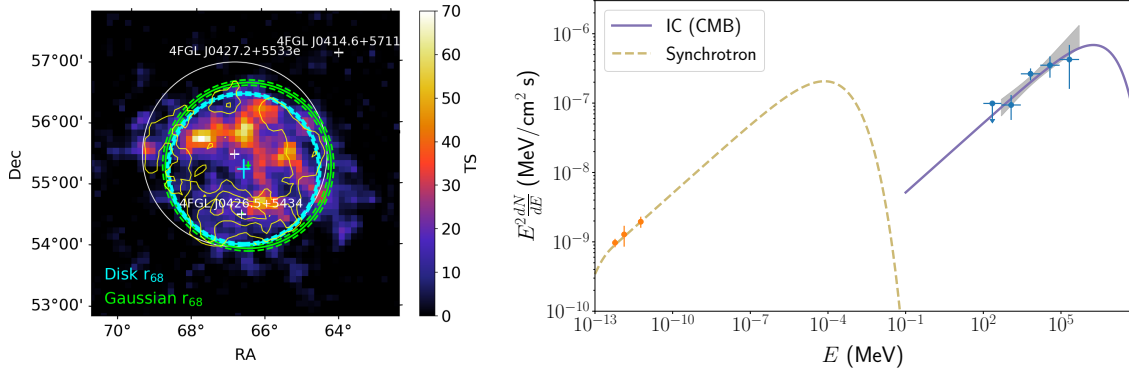 4FGL J0427.2+5533e
4FGL J0414.6+5711
4FGL J0426.5+5434
Disk r₆₈
Gaussian r₆₈
57°00'
56°00'
55°00'
54°00'
53°00'
Dec
70°
68°
66°
64°
RA
70
60
50
40
30
20
10
0
TS
IC (CMB)
Synchrotron
10⁻⁶
10⁻⁷
10⁻⁸
10⁻⁹
10⁻¹⁰
E² dN/dE (MeV/cm² s)
10⁻¹³
10⁻¹⁰
10⁻⁷
10⁻⁴
10⁻¹
10²
10⁵
E (MeV)